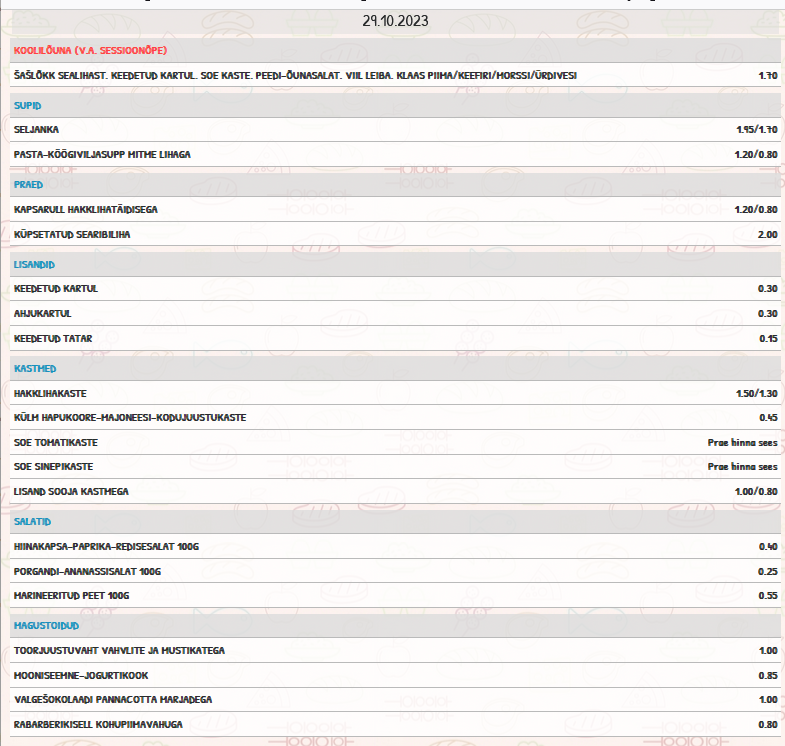 29.10.2023
KOOLILÕUNA (V.A. SESSIOONÕPE)
ŠAŠLÕKK SEALIHAST. KEEDETUD KARTUL. SOE KASTE. PEEDI-ÕUNASALAT. VIIL LEIBA. KLAAS PIIMA/KEEFIRI/MORSSI/ÜRDIVESI 1.70
SUPID
SELJANKA 1.95/1.70
PASTA-KÖÖGIVILJASUPP MITME LIHAGA 1.20/0.80
PRAED
KAPSARULL HAKKLIHATÄIDISEGA 1.20/0.80
KÜPSETATUD SEARIBILIHA 2.00
LISANDID
KEEDETUD KARTUL 0.30
AHJUKARTUL 0.30
KEEDETUD TATAR 0.15
KASTMED
HAKKLIHAKASTE 1.50/1.30
KÜLM HAPUKOORE-MAJONEESI-KODUJUUSTUKASTE 0.45
SOE TOMATIKASTE Prae hinna sees
SOE SINEPIKASTE Prae hinna sees
LISAND SOOJA KASTMEGA 1.00/0.80
SALATID
HIINAKAPSA-PAPRIKA-REDISESALAT 100G 0.40
PORGANDI-ANANASSISALAT 100G 0.25
MARINEERITUD PEET 100G 0.55
MAGUSTOIDUD
TOORJUUSTUVAHT VAHVLITE JA MUSTIKATEGA 1.00
MOONISEEMNE-JOGURTIKOOK 0.85
VALGEŠOKOLAADI PANNACOTTA MARJADEGA 1.00
RABARBERIKISELL KOHUPIIMAVAHUGA 0.80